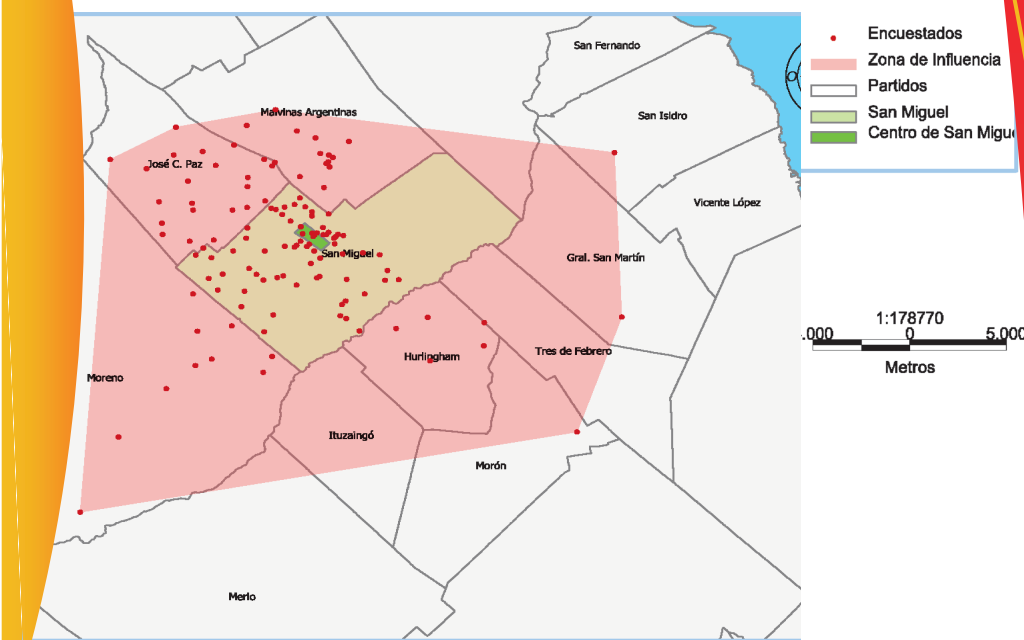 San Fernando
Malvinas Argentinas
San Isidro
José C. Paz
Vicente López
San Miguel
Gral. San Martín
Hurlingham
Tres de Febrero
Moreno
Ituzaingó
Morón
Merlo
Encuestados
Zona de Influencia
Partidos
San Miguel
Centro de San Migu
1:178770
.000 0 5.000
Metros